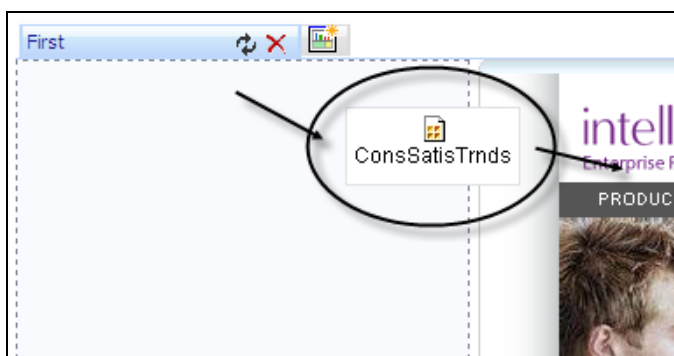 First
ConsSatisTrnds
intell
Enterprise F
PRODUC